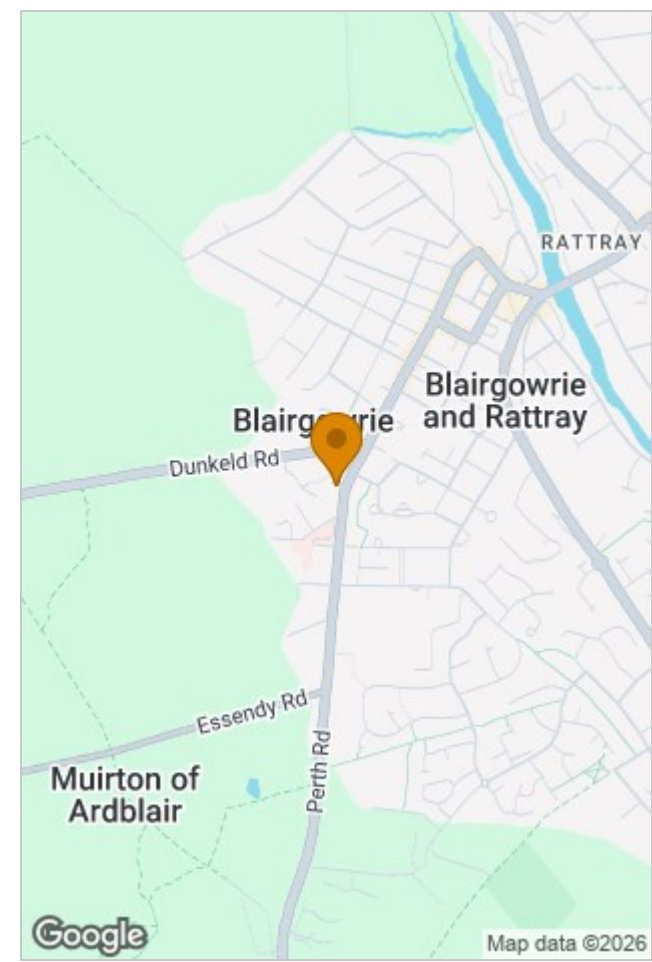 RATTRAY
Blairgowrie
and Rattray
Blairgowrie
Dunkeld Rd
Essendy Rd
Perth Rd
Muirton of
Ardblair
Google
Map data ©2026